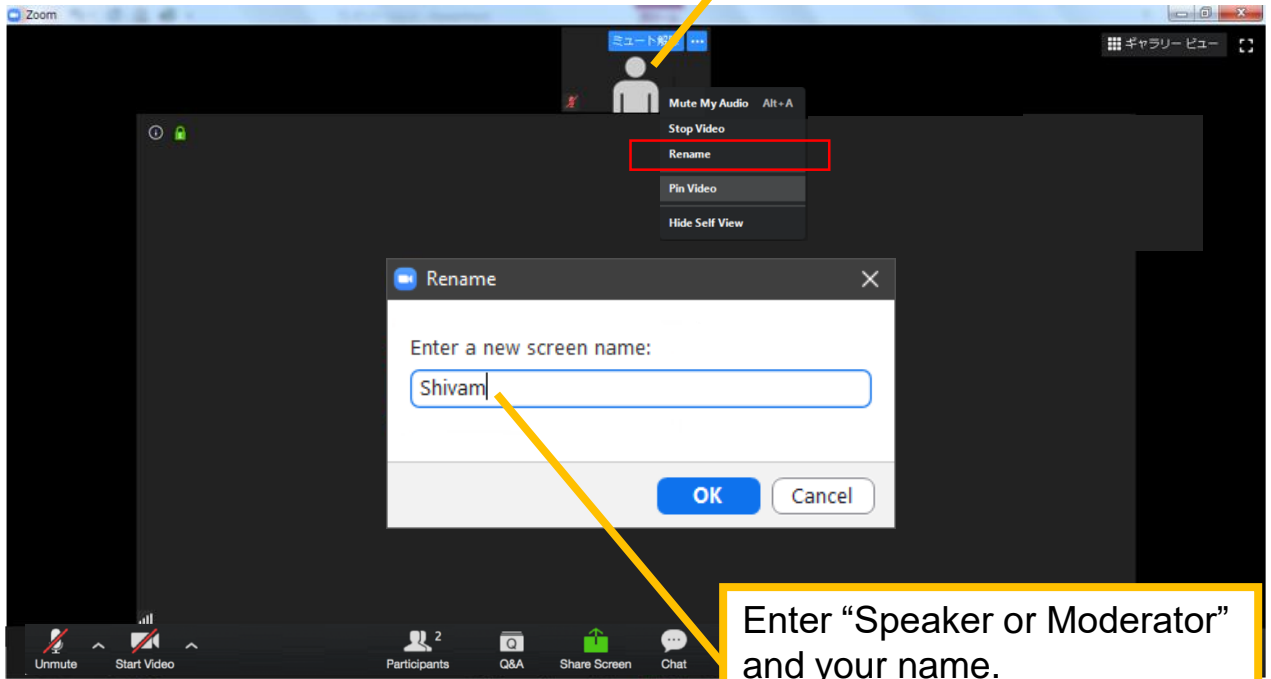 Zoom
ミュート解除 ...
ギャラリービュー
Mute My Audio Alt+A
Stop Video
Rename
Pin Video
Hide Self View
Rename
Enter a new screen name:
Shivam
OK Cancel
Enter “Speaker or Moderator”
and your name.
Unmute Start Video Participants 2 Q&A Share Screen Chat